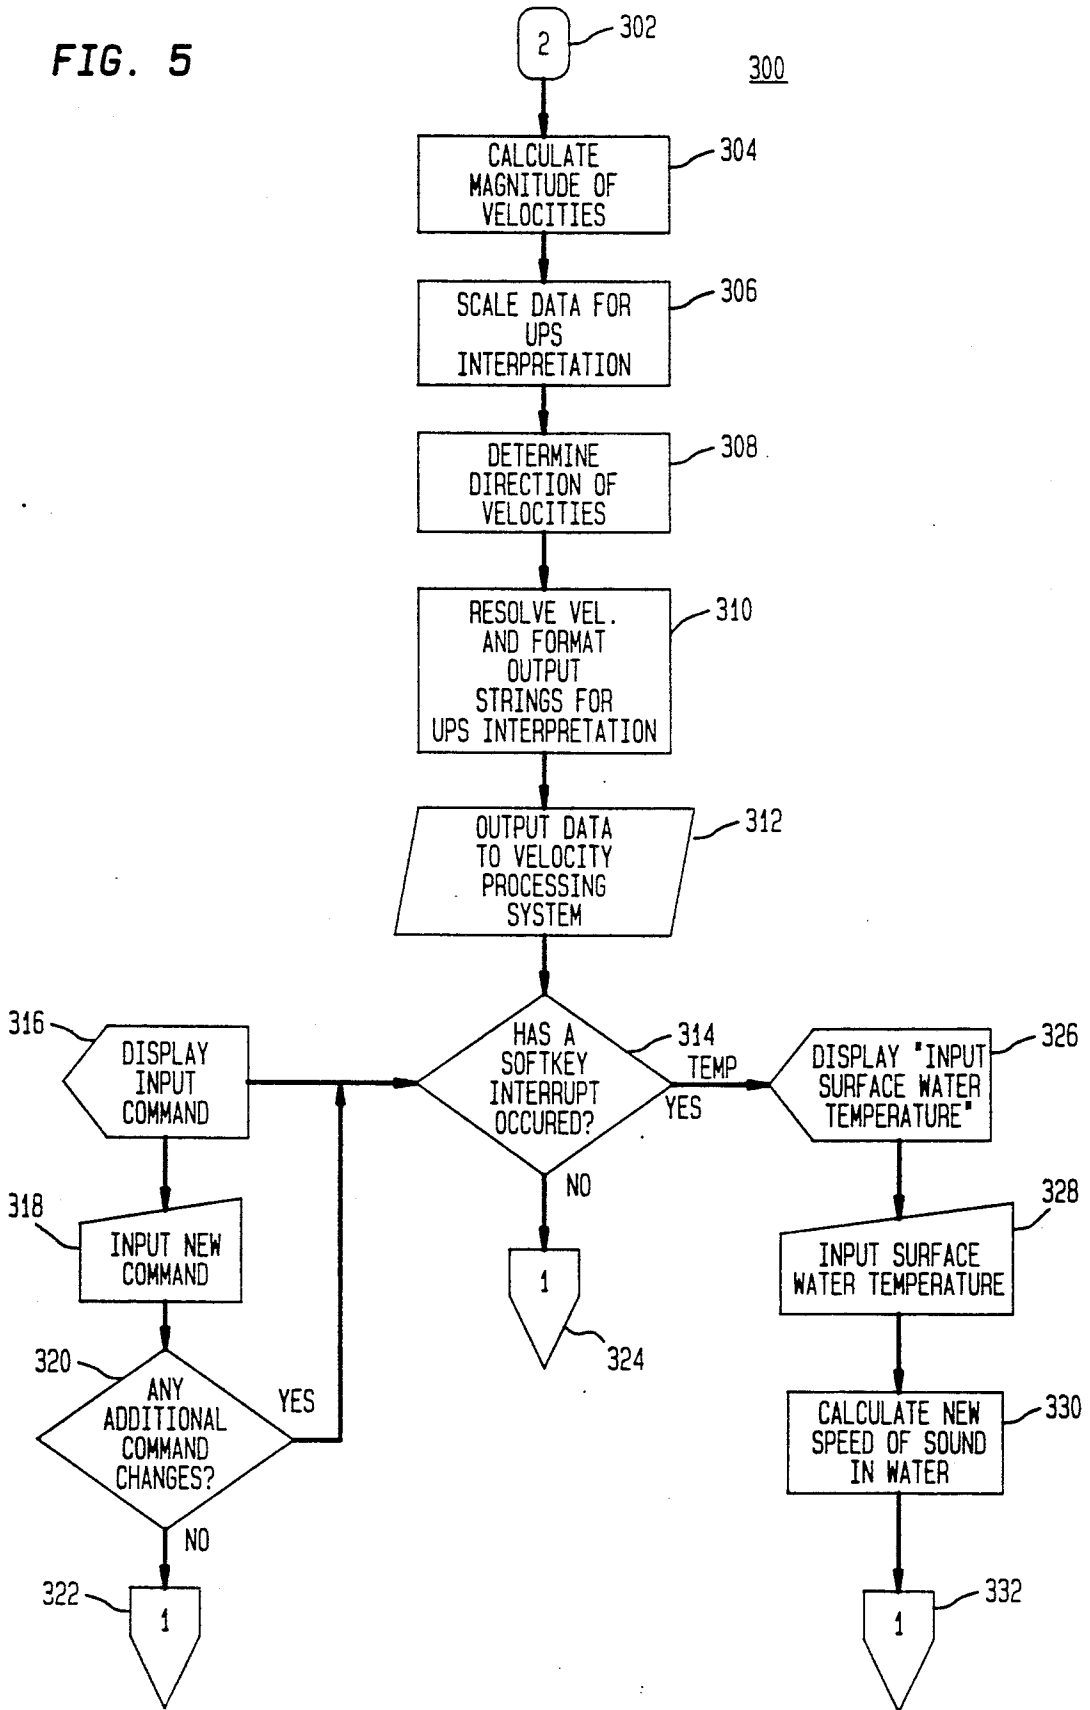 FIG. 5
300
2
302
CALCULATE
MAGNITUDE OF
VELOCITIES
304
SCALE DATA FOR
UPS
INTERPRETATION
306
DETERMINE
DIRECTION OF
VELOCITIES
308
RESOLVE VEL.
AND FORMAT
OUTPUT
STRINGS FOR
UPS INTERPRETATION
310
OUTPUT DATA
TO VELOCITY
PROCESSING
SYSTEM
312
HAS A
SOFTKEY
INTERRUPT
OCCURED?
314
TEMP
YES
NO
316
DISPLAY
INPUT
COMMAND
318
INPUT NEW
COMMAND
320
ANY
ADDITIONAL
COMMAND
CHANGES?
YES
NO
322
1
1
324
DISPLAY "INPUT
SURFACE WATER
TEMPERATURE"
326
INPUT SURFACE
WATER TEMPERATURE
328
CALCULATE NEW
SPEED OF SOUND
IN WATER
330
1
332